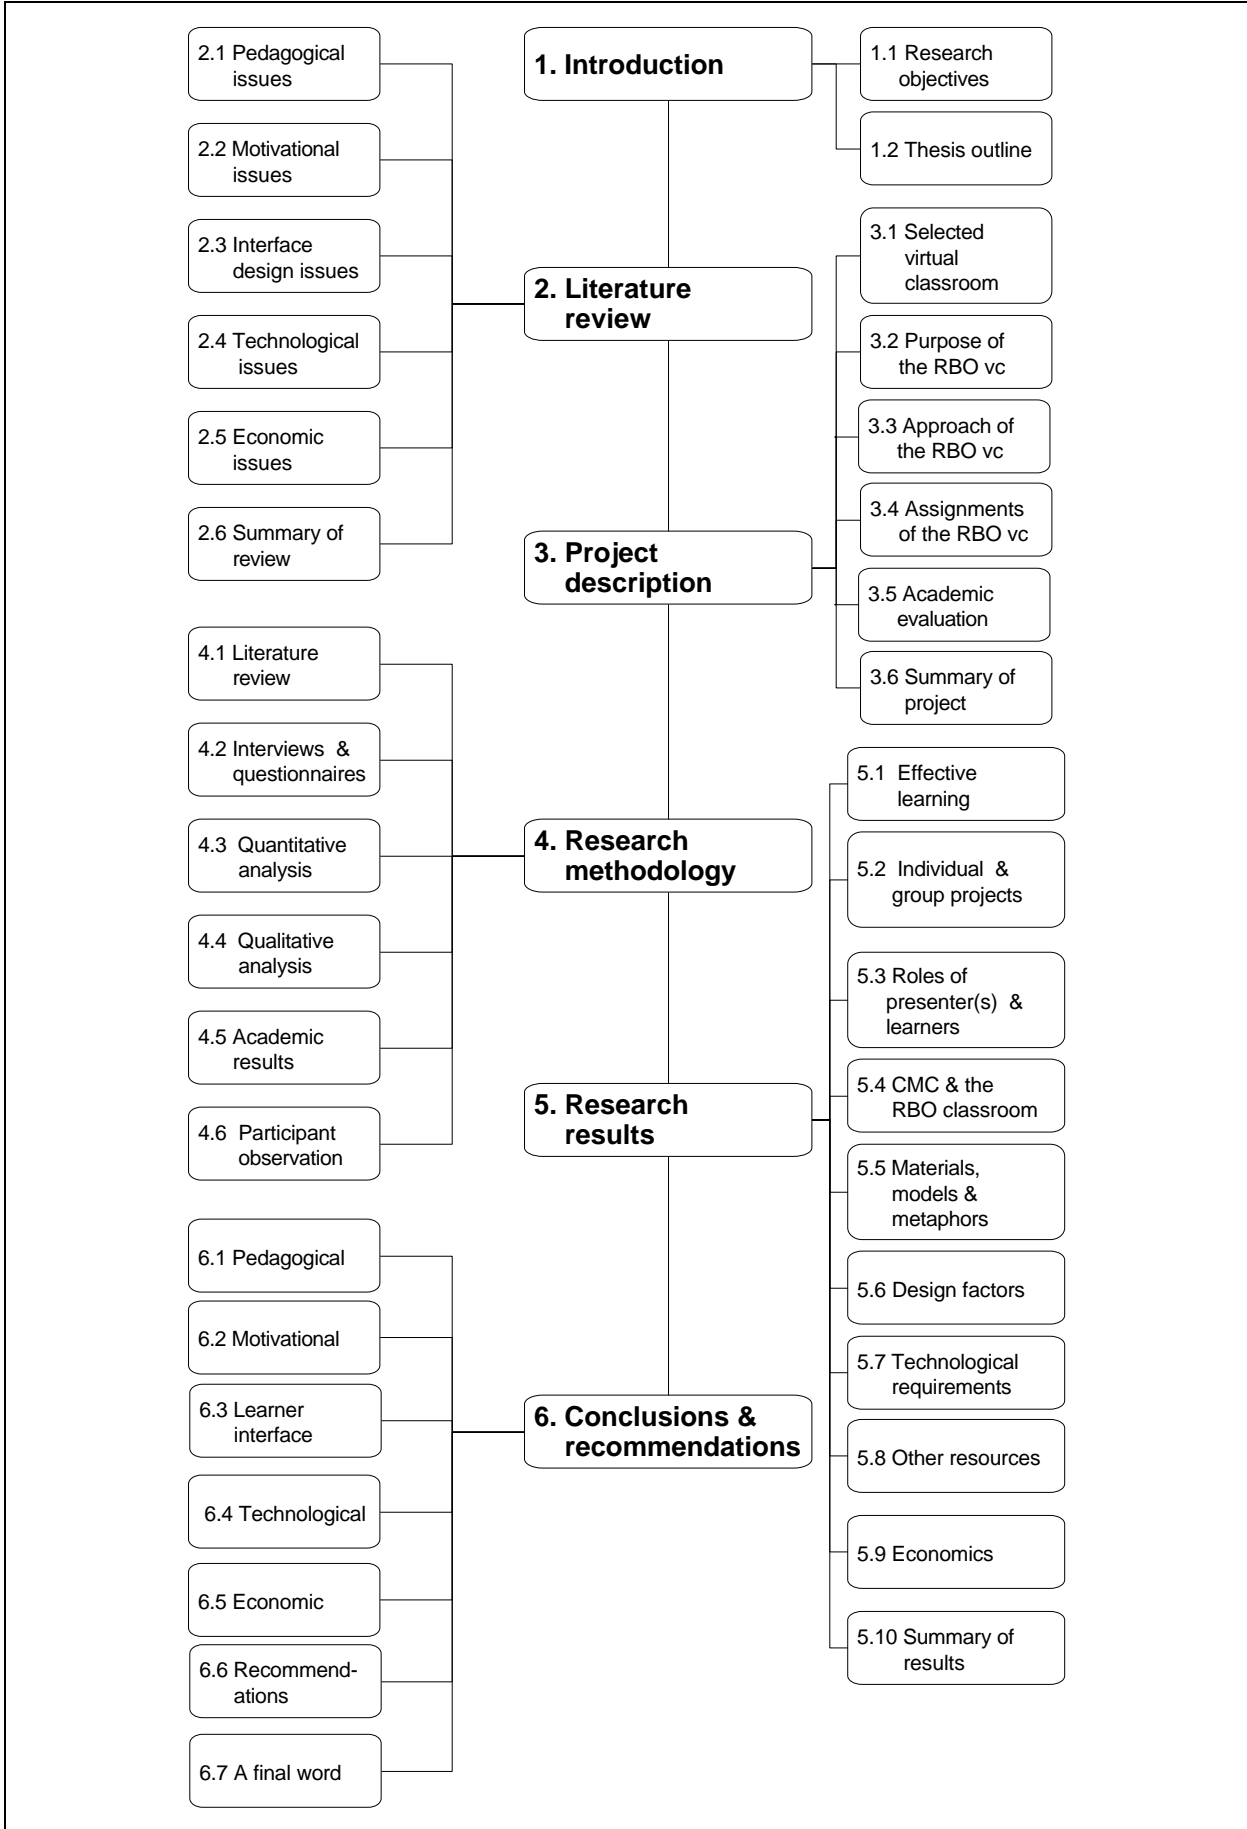 1. Introduction
1.1 Research
objectives
1.2 Thesis outline
2. Literature
review
2.1 Pedagogical
issues
2.2 Motivational
issues
2.3 Interface
design issues
2.4 Technological
issues
2.5 Economic
issues
2.6 Summary of
review
3. Project
description
3.1 Selected
virtual
classroom
3.2 Purpose of
the RBO vc
3.3 Approach of
the RBO vc
3.4 Assignments
of the RBO vc
3.5 Academic
evaluation
3.6 Summary of
project
4. Research
methodology
4.1 Literature
review
4.2 Interviews &
questionnaires
4.3 Quantitative
analysis
4.4 Qualitative
analysis
4.5 Academic
results
4.6 Participant
observation
5. Research
results
5.1 Effective
learning
5.2 Individual &
group projects
5.3 Roles of
presenter(s) &
learners
5.4 CMC & the
RBO classroom
5.5 Materials,
models &
metaphors
5.6 Design factors
5.7 Technological
requirements
5.8 Other resources
5.9 Economics
5.10 Summary of
results
6. Conclusions &
recommendations
6.1 Pedagogical
6.2 Motivational
6.3 Learner
interface
6.4 Technological
6.5 Economic
6.6 Recommend-
ations
6.7 A final word